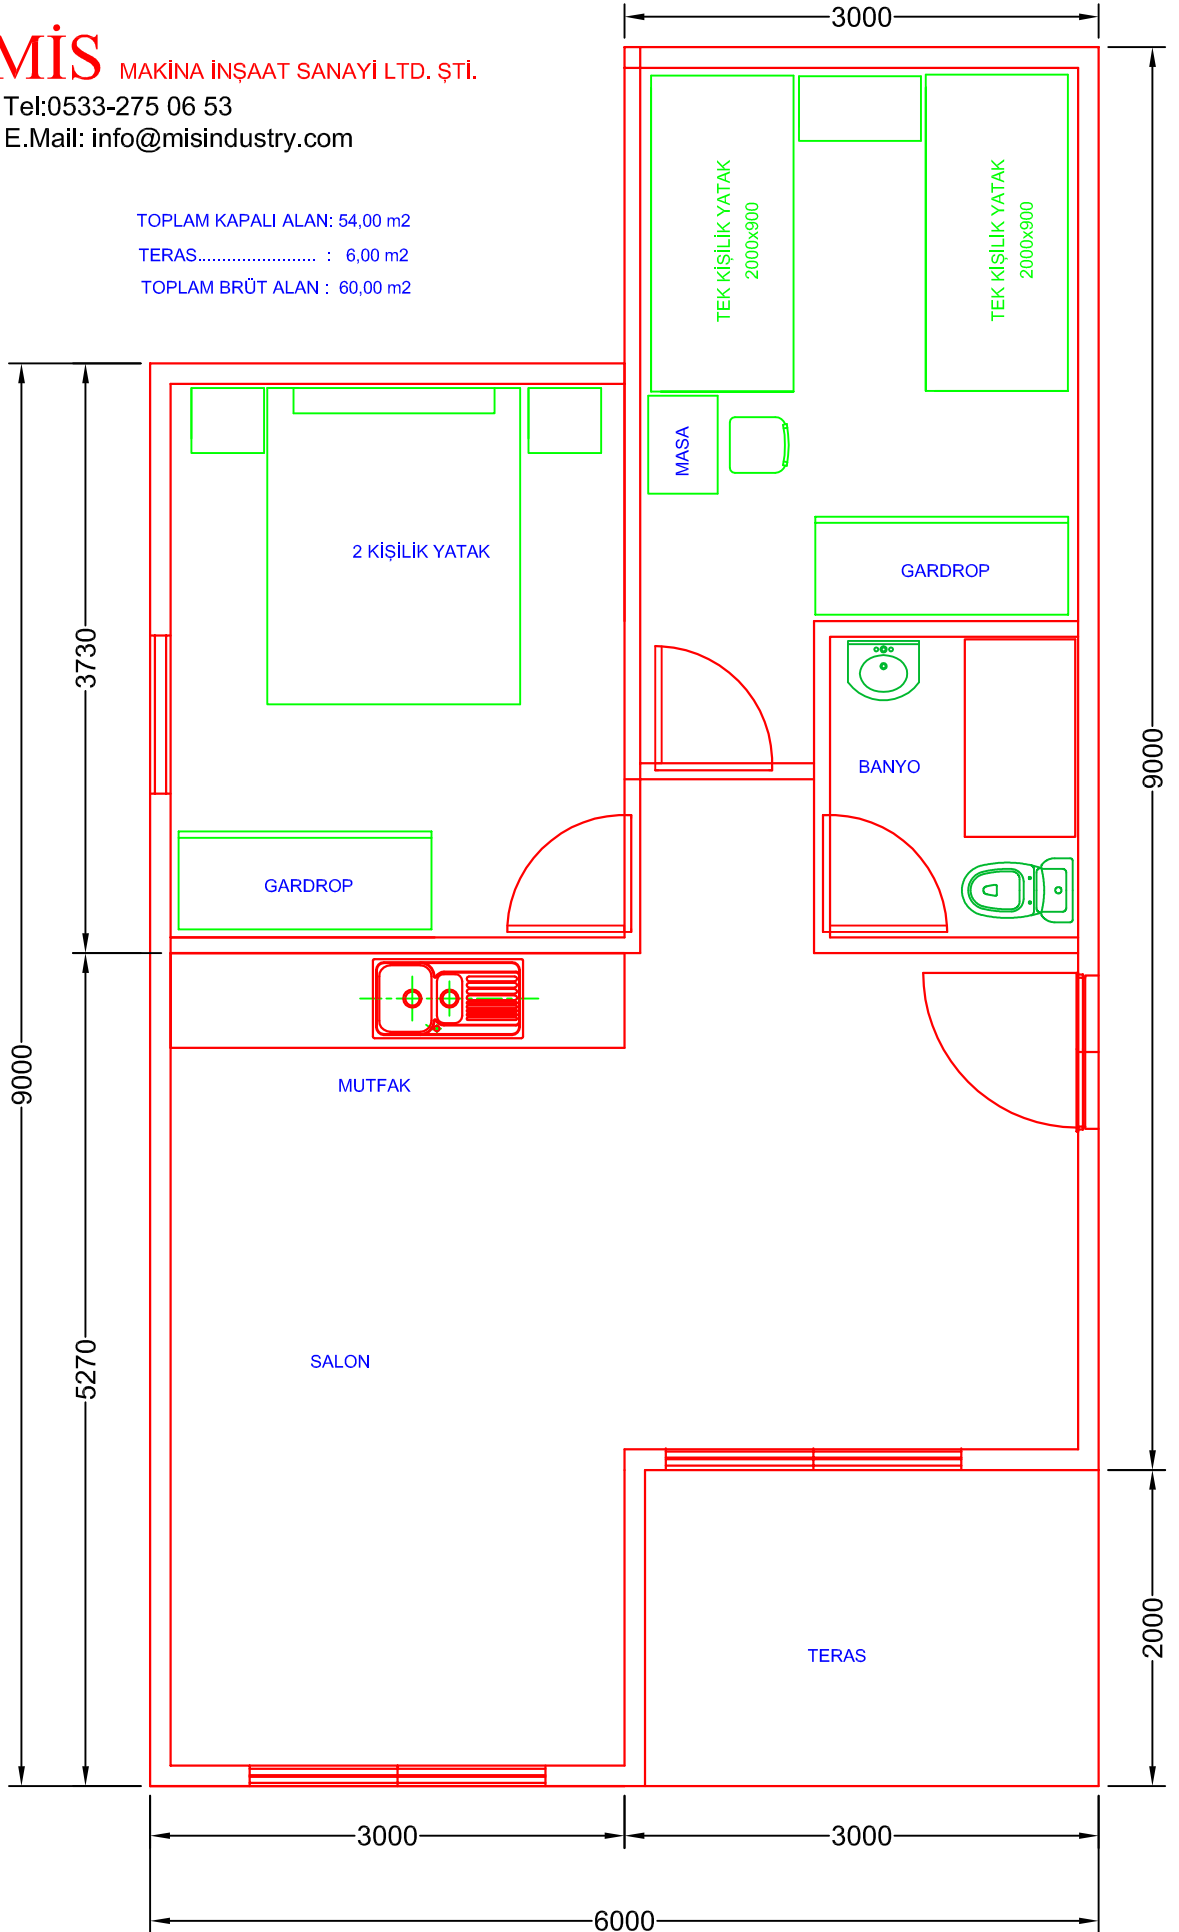 MİS MAKİNA İNŞAAT SANAYİ LTD. ŞTİ.
Tel:0533-275 06 53
E.Mail: info@misindustry.com
TOPLAM KAPALI ALAN: 54,00 m2
TERAS....................... : 6,00 m2
TOPLAM BRÜT ALAN : 60,00 m2
3000
TEK KİŞİLİK YATAK
2000x900
TEK KİŞİLİK YATAK
2000x900
MASA
2 KİŞİLİK YATAK
GARDROP
3730
BANYO
9000
GARDROP
9000
MUTFAK
SALON
5270
TERAS
2000
3000
3000
6000